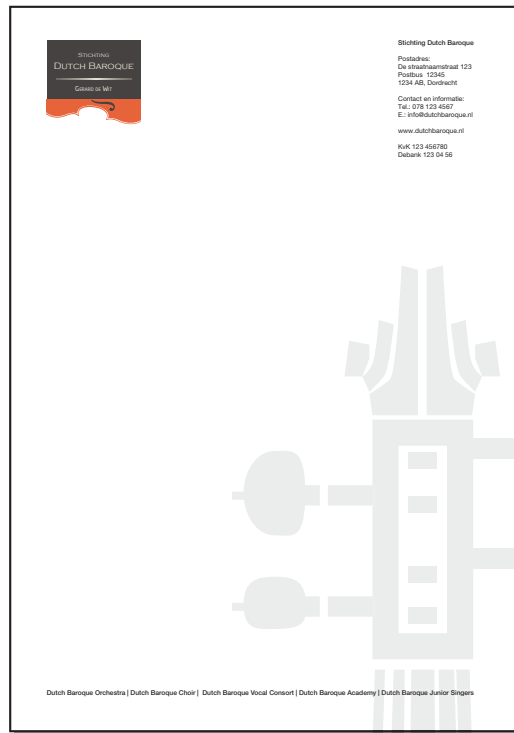 STICHTING
DUTCH BAROQUE
GERARD DE WIT
Stichting Dutch Baroque
Postadres:
De straatnaamstraat 123
Postbus 12345
1234 AB, Dordrecht
Contact en informatie:
Tel.: 078 123 4567
E.: info@dutchbaroque.nl
www.dutchbaroque.nl
KvK 123 456780
Debank 123 04 56
Dutch Baroque Orchestra | Dutch Baroque Choir | Dutch Baroque Vocal Consort | Dutch Baroque Academy | Dutch Baroque Junior Singers